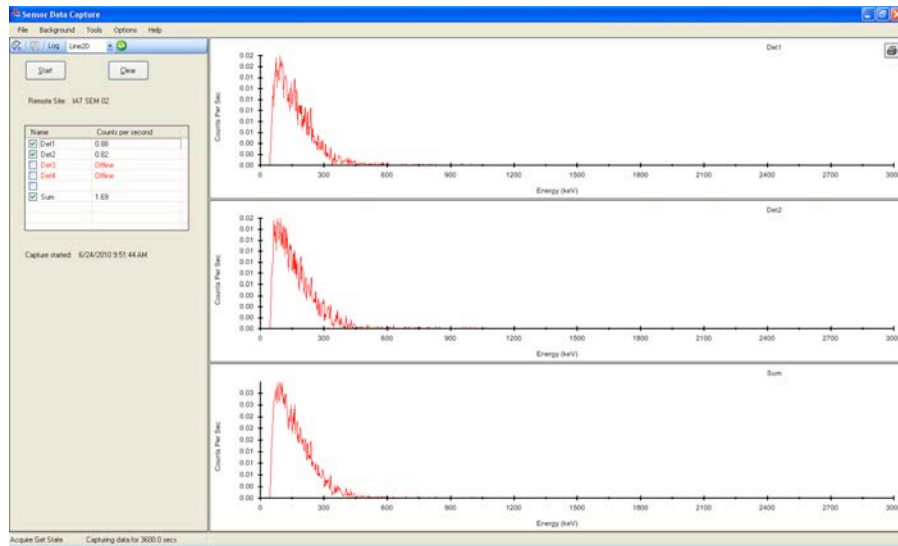 Sensor Data Capture
File Background Tools Options Help
Log Line2D
Start Clear
Remote Site: IAT SEM 02
Name Counts per second
Det1 0.88
Det2 0.82
Det3 Offline
Det4 Offline
Sum 1.69
Capture started: 6/24/2010 9:51:44 AM
Det1
Counts Per Sec
0.02
0.02
0.01
0.01
0.01
0.01
0.00
0.00
0.00
0 300 600 900 1200 1500 1800 2100 2400 2700 300
Energy (keV)
Det2
Counts Per Sec
0.02
0.01
0.01
0.01
0.01
0.01
0.01
0.00
0.00
0.00
0 300 600 900 1200 1500 1800 2100 2400 2700 300
Energy (keV)
Sum
Counts Per Sec
0.03
0.03
0.02
0.02
0.02
0.01
0.01
0.01
0.00
0 300 600 900 1200 1500 1800 2100 2400 2700 300
Energy (keV)
Acquire Get State Capturing data for 3600.0 secs